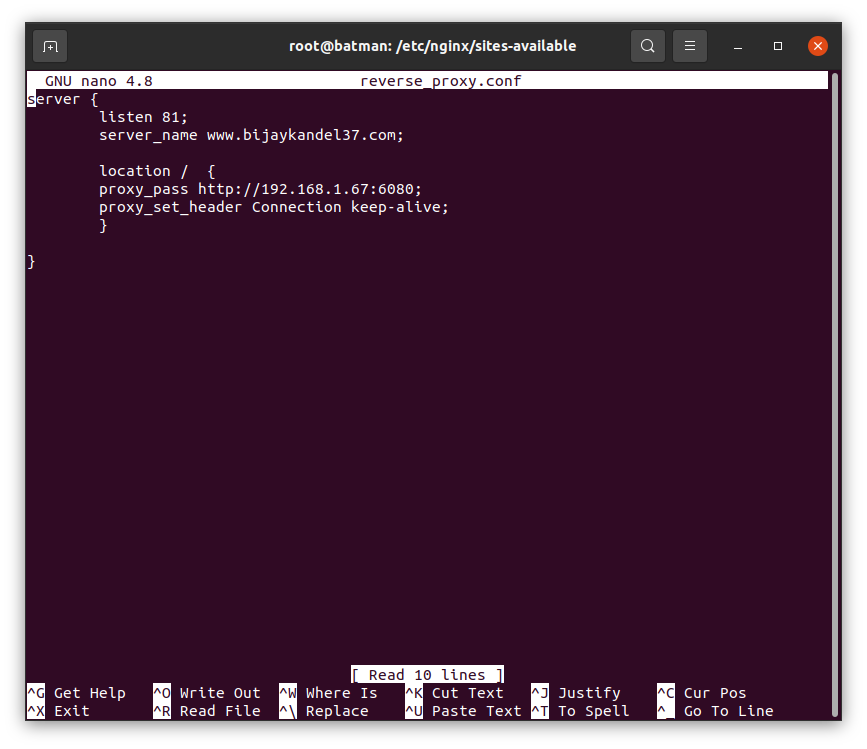 root@batman: /etc/nginx/sites-available
GNU nano 4.8 reverse_proxy.conf
server {
listen 81;
server_name www.bijaykandel37.com;
location /  {
proxy_pass http://192.168.1.67:6080;
proxy_set_header Connection keep-alive;
}
}
[ Read 10 lines ]
^G Get Help ^O Write Out ^W Where Is ^K Cut Text ^J Justify ^C Cur Pos
^X Exit ^R Read File ^\ Replace ^U Paste Text ^T To Spell ^_ Go To Line